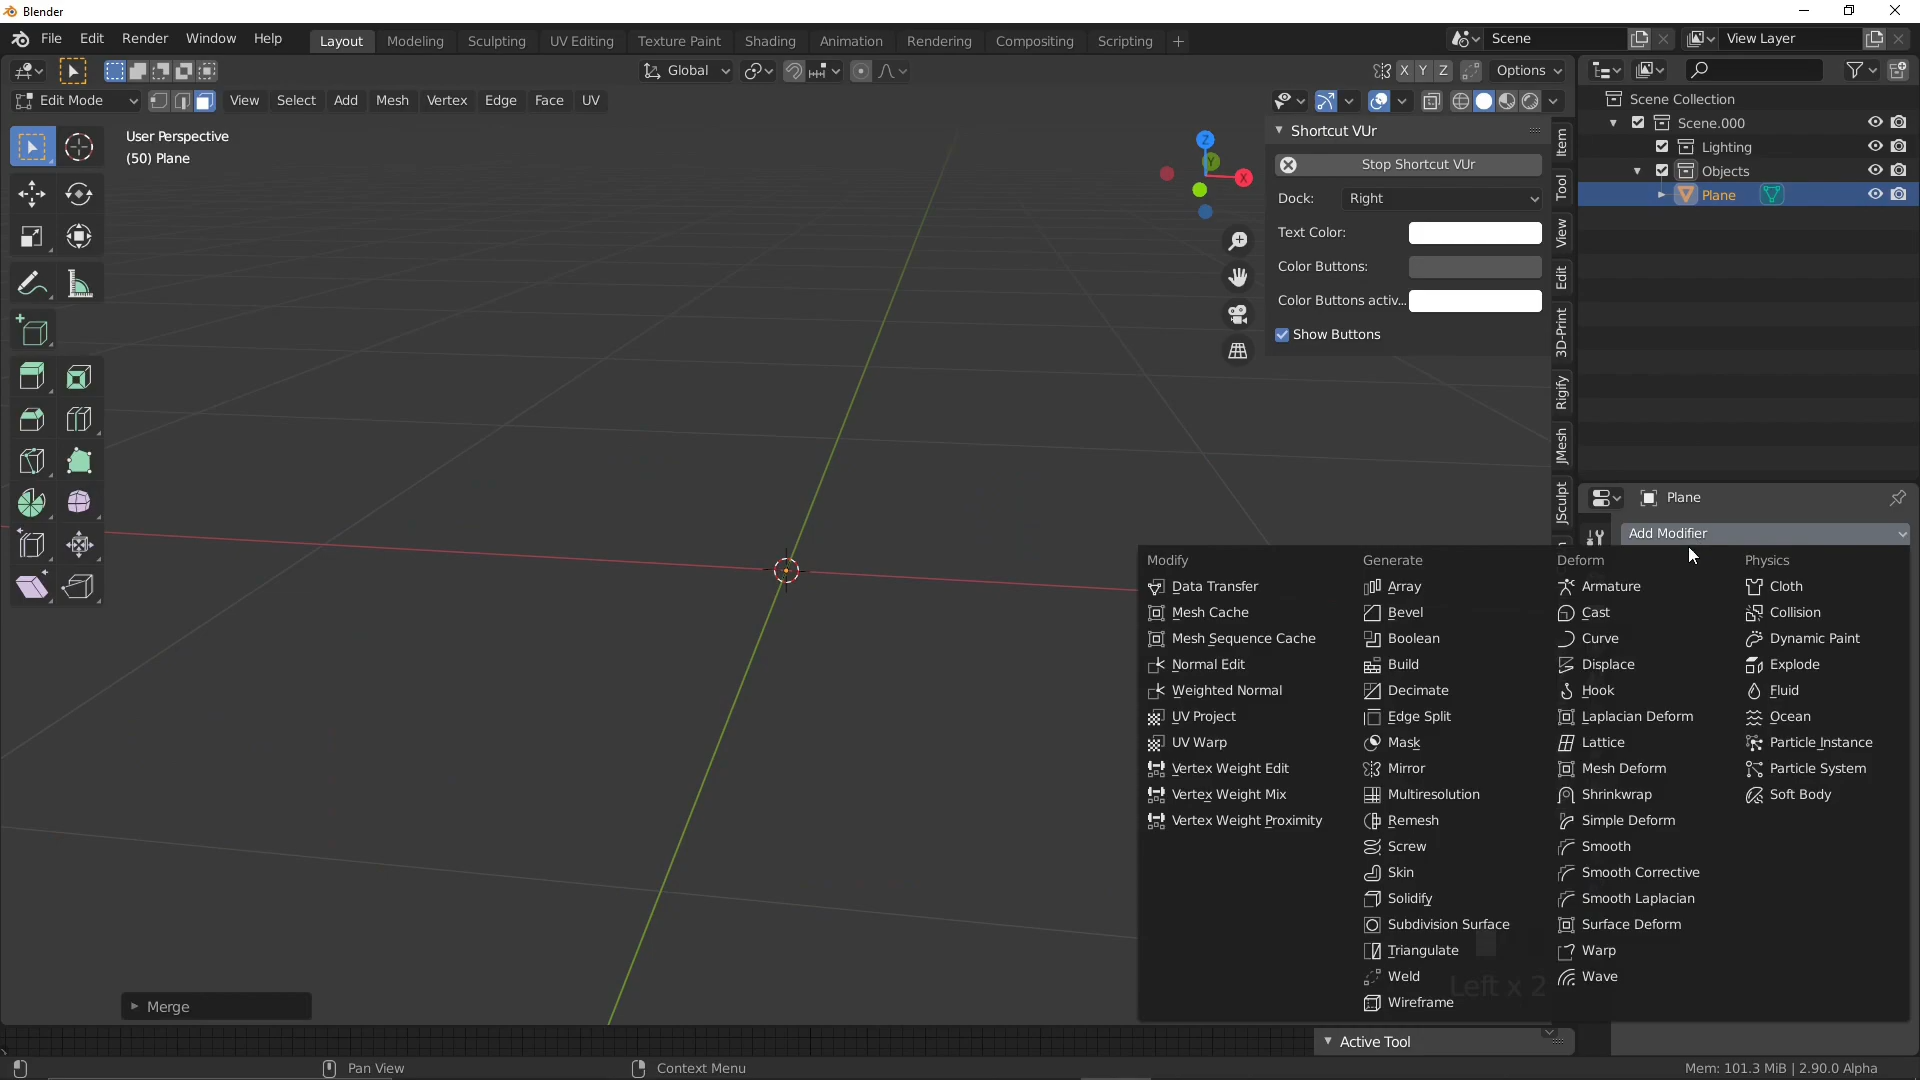 Blender
File Edit Render Window Help
Layout Modeling Sculpting UV Editing Texture Paint Shading Animation Rendering Compositing Scripting +
Scene
View Layer
Global
X Y Z
Options
Edit Mode
View Select Add Mesh Vertex Edge Face UV
User Perspective
(50) Plane
Z
Y
X
Shortcut VUr
Stop Shortcut VUr
Dock: Right
Text Color:
Color Buttons:
Color Buttons activ...
Show Buttons
Item
Tool
View
Edit
3D-Print
Rigify
JMesh
JSculpt
Scene Collection
Scene.000
Lighting
Objects
Plane
Plane
Add Modifier
Modify
Data Transfer
Mesh Cache
Mesh Sequence Cache
Normal Edit
Weighted Normal
UV Project
UV Warp
Vertex Weight Edit
Vertex Weight Mix
Vertex Weight Proximity
Generate
Array
Bevel
Boolean
Build
Decimate
Edge Split
Mask
Mirror
Multiresolution
Remesh
Screw
Skin
Solidify
Subdivision Surface
Triangulate
Weld
Wireframe
Deform
Armature
Cast
Curve
Displace
Hook
Laplacian Deform
Lattice
Mesh Deform
Shrinkwrap
Simple Deform
Smooth
Smooth Corrective
Smooth Laplacian
Surface Deform
Warp
Wave
Physics
Cloth
Collision
Dynamic Paint
Explode
Fluid
Ocean
Particle Instance
Particle System
Soft Body
Left x 2
Merge
Active Tool
Pan View
Context Menu
Mem: 101.3 MiB | 2.90.0 Alpha